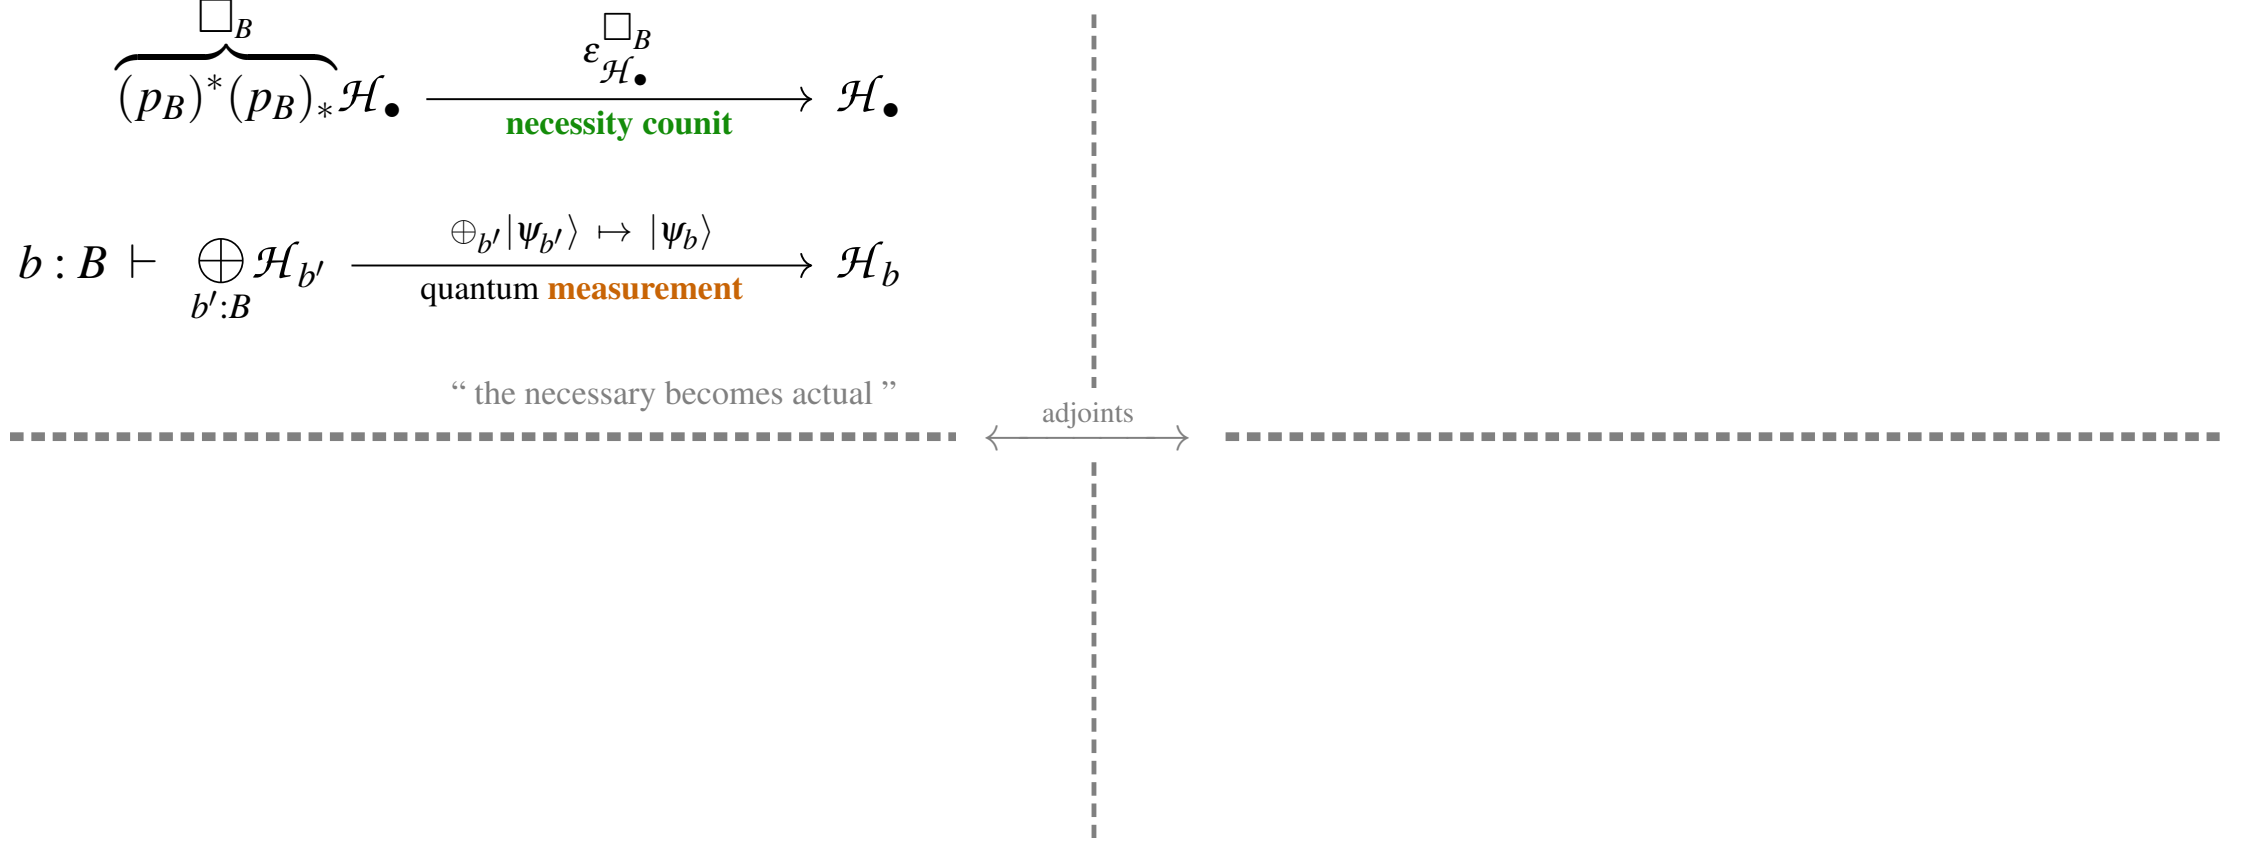 □_B
(p_B)^*(p_B)_* ℋ_●
ε^{□_B}_{ℋ_●}
necessity counit
ℋ_●
b : B ⊢ ⊕_{b′:B} ℋ_{b′}
⊕_{b′}|ψ_{b′}⟩ ↦ |ψ_b⟩
quantum measurement
ℋ_b
“ the necessary becomes actual ”
adjoints